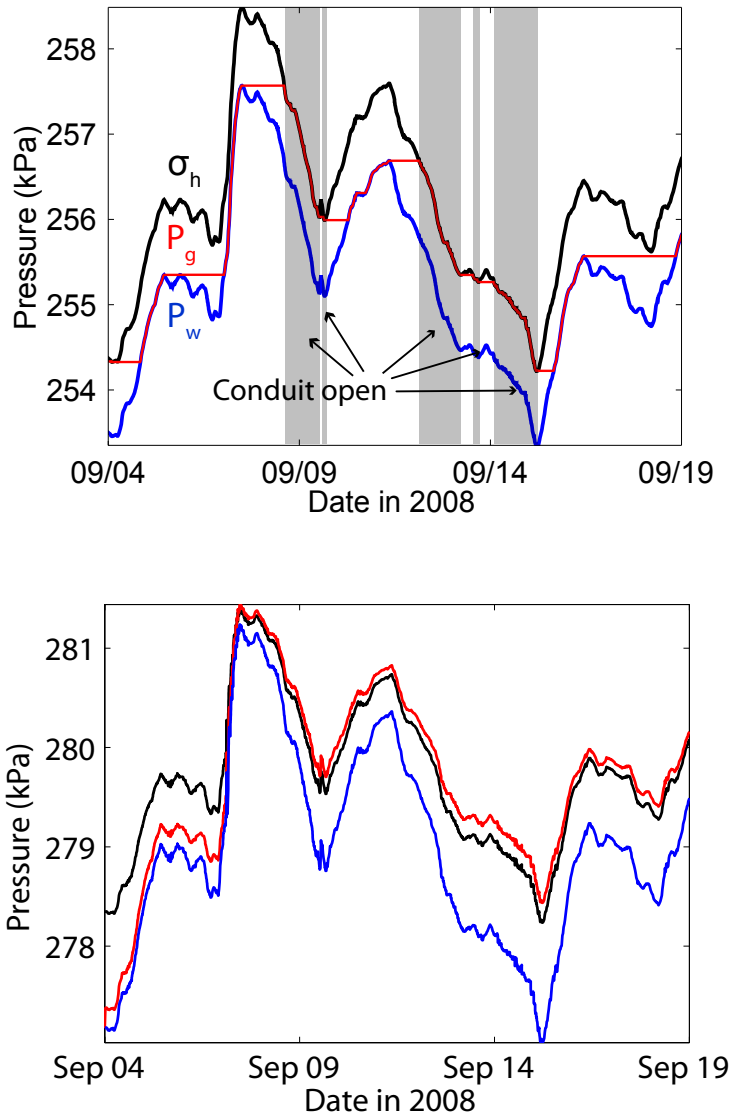 258
257
256
255
254
Pressure (kPa)
σh
Pg
Pw
Conduit open
09/04 09/09 09/14 09/19
Date in 2008
281
280
279
278
Pressure (kPa)
Sep 04 Sep 09 Sep 14 Sep 19
Date in 2008